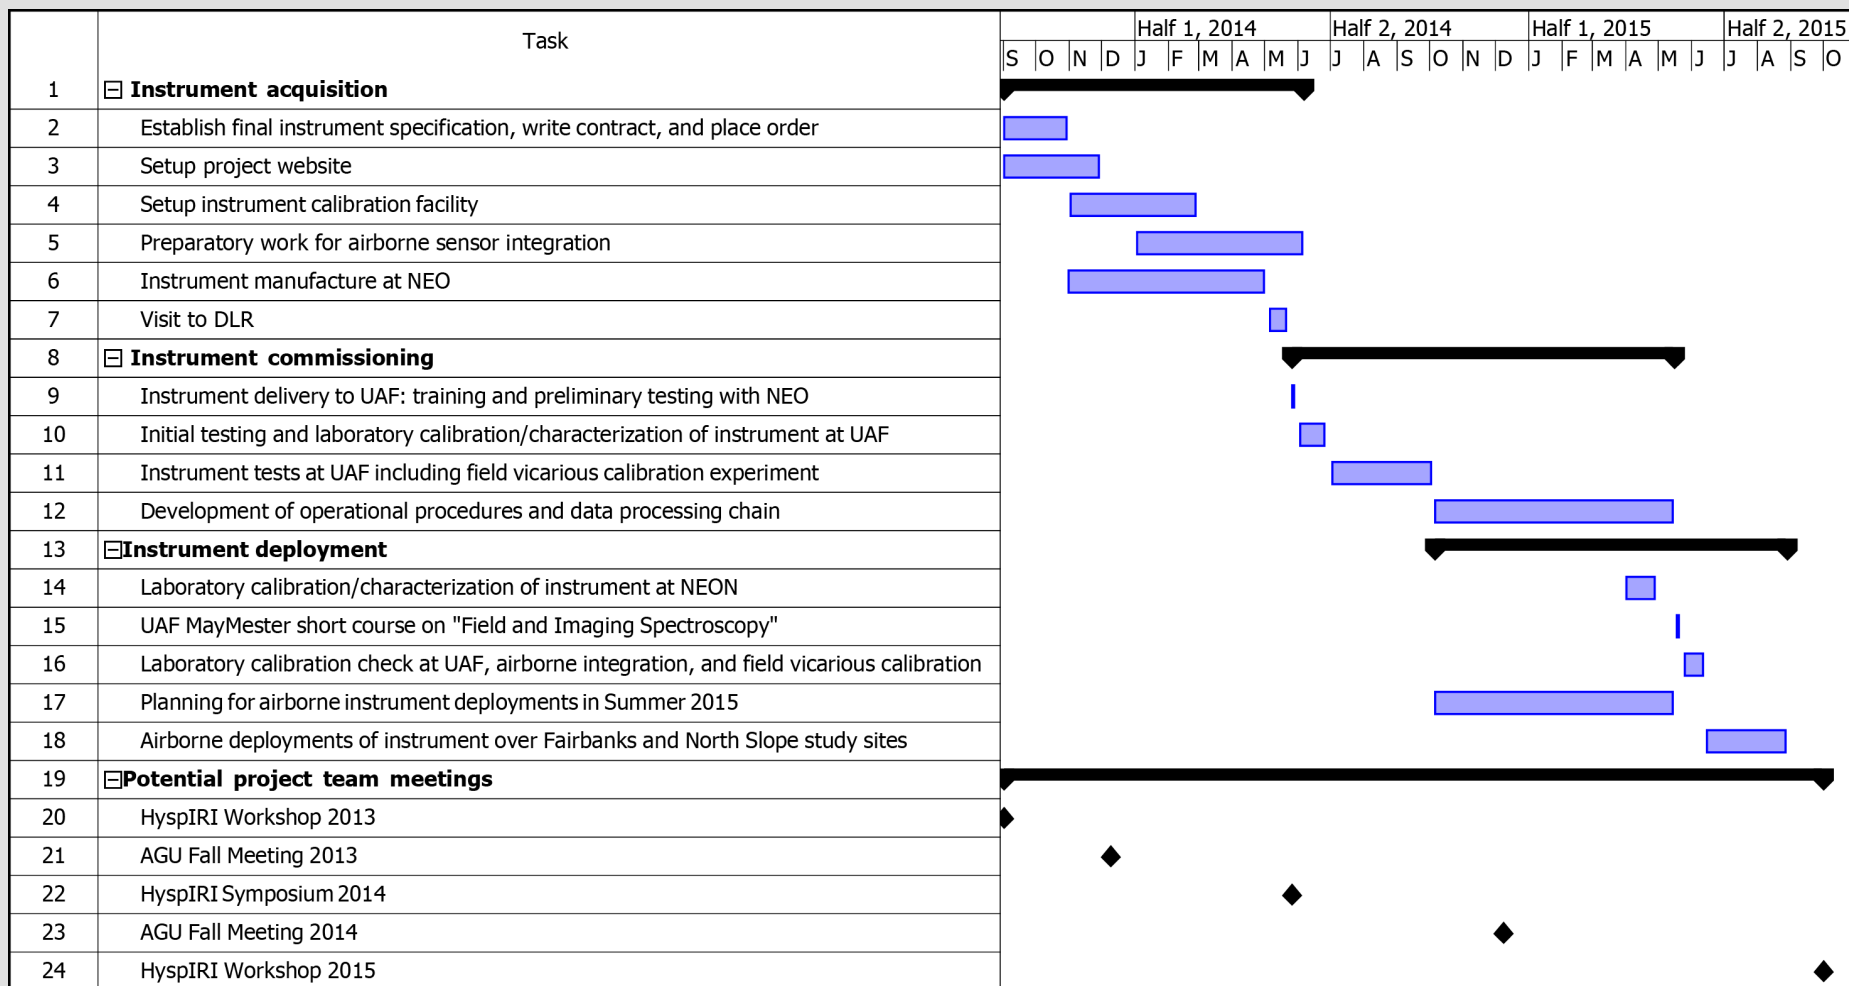 Task
Half 1, 2014 Half 2, 2014 Half 1, 2015 Half 2, 2015
S O N D J F M A M J J A S O N D J F M A M J J A S O
1 Instrument acquisition
2 Establish final instrument specification, write contract, and place order
3 Setup project website
4 Setup instrument calibration facility
5 Preparatory work for airborne sensor integration
6 Instrument manufacture at NEO
7 Visit to DLR
8 Instrument commissioning
9 Instrument delivery to UAF: training and preliminary testing with NEO
10 Initial testing and laboratory calibration/characterization of instrument at UAF
11 Instrument tests at UAF including field vicarious calibration experiment
12 Development of operational procedures and data processing chain
13 Instrument deployment
14 Laboratory calibration/characterization of instrument at NEON
15 UAF MayMester short course on "Field and Imaging Spectroscopy"
16 Laboratory calibration check at UAF, airborne integration, and field vicarious calibration
17 Planning for airborne instrument deployments in Summer 2015
18 Airborne deployments of instrument over Fairbanks and North Slope study sites
19 Potential project team meetings
20 HyspIRI Workshop 2013
21 AGU Fall Meeting 2013
22 HyspIRI Symposium 2014
23 AGU Fall Meeting 2014
24 HyspIRI Workshop 2015